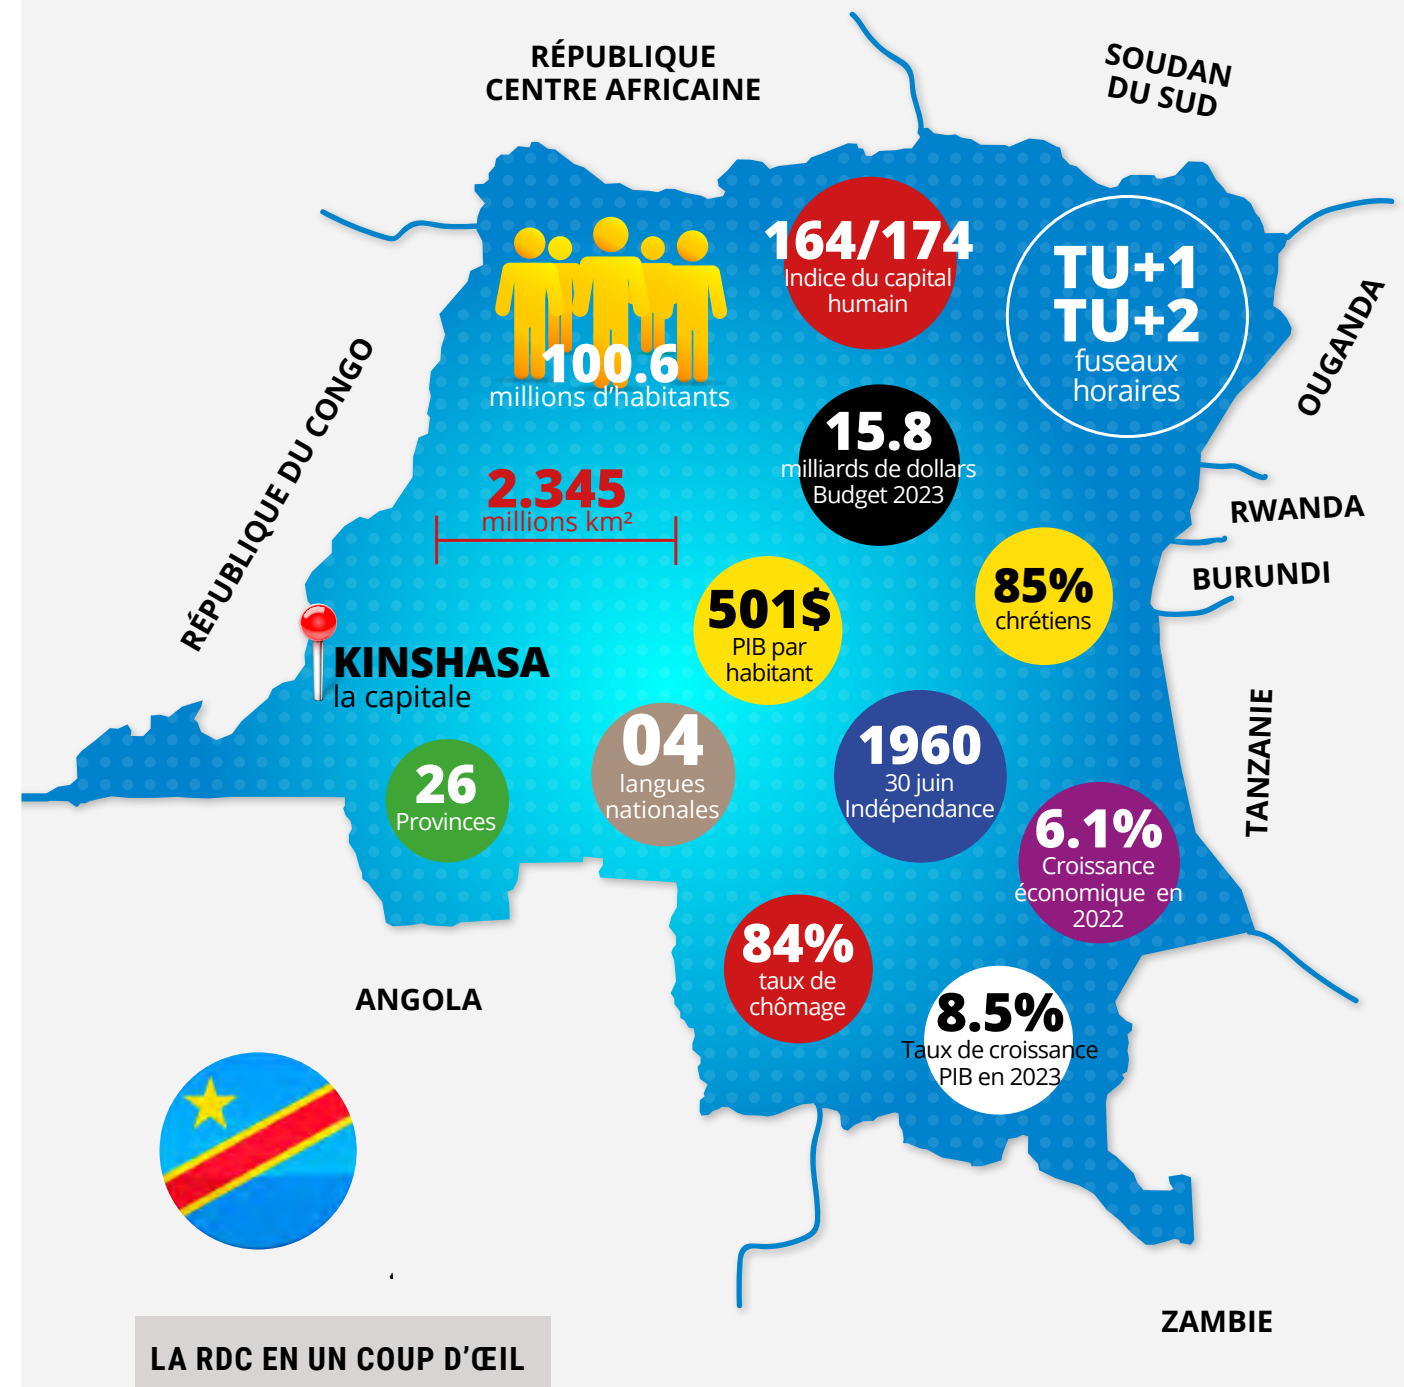 RÉPUBLIQUE
CENTRE AFRICAINE
SOUDAN
DU SUD
164/174
Indice du capital
humain
TU+1
TU+2
fuseaux
horaires
OUGANDA
100.6
millions d’habitants
RÉPUBLIQUE DU CONGO
15.8
milliards de dollars
Budget 2023
2.345
millions km²
RWANDA
BURUNDI
85%
chrétiens
501$
PIB par
habitant
KINSHASA
la capitale
04
langues
nationales
1960
30 juin
Indépendance
TANZANIE
26
Provinces
6.1%
Croissance
économique en
2022
84%
taux de
chômage
8.5%
Taux de croissance
PIB en 2023
ANGOLA
ZAMBIE
LA RDC EN UN COUP D’ŒIL